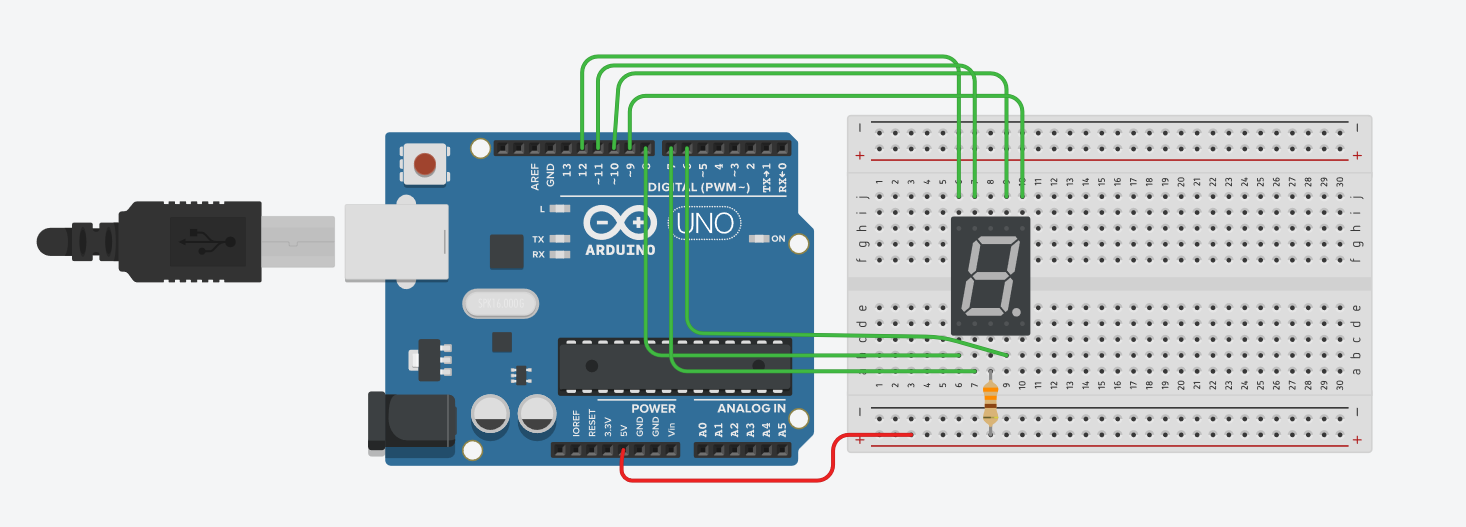 AREF
GND
13
12
~11
~10
~9
8
7
6
~5
4
~3
2
TX→1
RX←0
DIGITAL (PWM~)
L
TX
RX
ARDUINO
UNO
ON
IOREF
RESET
3.3V
5V
GND
GND
Vin
POWER
ANALOG IN
A0
A1
A2
A3
A4
A5
− −
+ +
1 2 3 4 5 6 7 8 9 10 11 12 13 14 15 16 17 18 19 20 21 22 23 24 25 26 27 28 29 30
j j
i i
h h
g g
f f
e e
d d
c c
b b
a a
1 2 3 4 5 6 7 8 9 10 11 12 13 14 15 16 17 18 19 20 21 22 23 24 25 26 27 28 29 30
− −
+ +